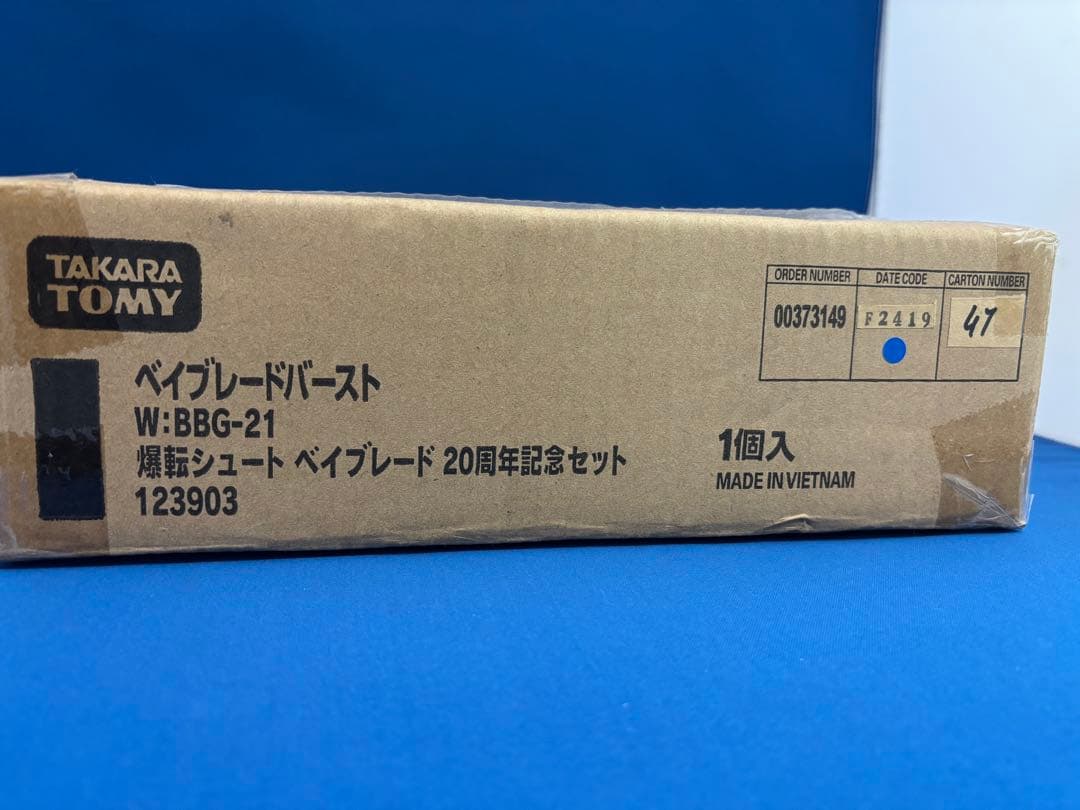 TAKARA
TOMY
ベイブレードバースト
W:BBG-21
爆転シュート ベイブレード 20周年記念セット
123903
ORDER NUMBER DATE CODE CARTON NUMBER
00373149 F2419 47
1個入
MADE IN VIETNAM